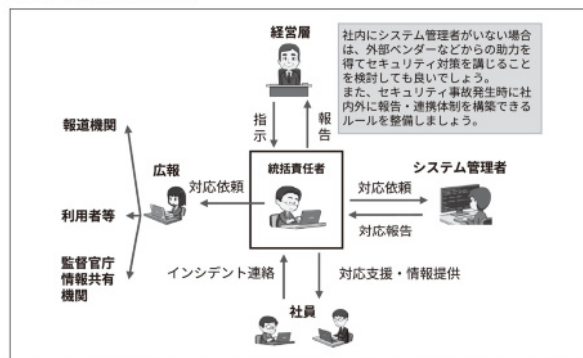 経営層
社内にシステム管理者がいない場合
は、外部ベンダーなどからの助力を
得てセキュリティ対策を講じること
を検討しても良いでしょう。
また、セキュリティ事故発生時に社
内外に報告・連携体制を構築できる
ルールを整備しましょう。
指示
報告
報道機関
広報
対応依頼
統括責任者
対応依頼
システム管理者
対応報告
利用者等
監督官庁
情報共有
機関
インシデント連絡
対応支援・情報提供
社員